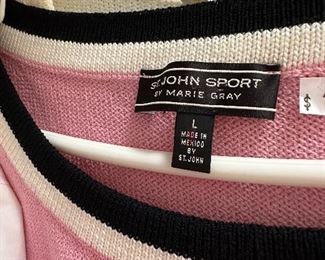 ST. JOHN SPORT
BY MARIE GRAY
L
MADE IN
MEXICO
BY
ST. JOHN
$